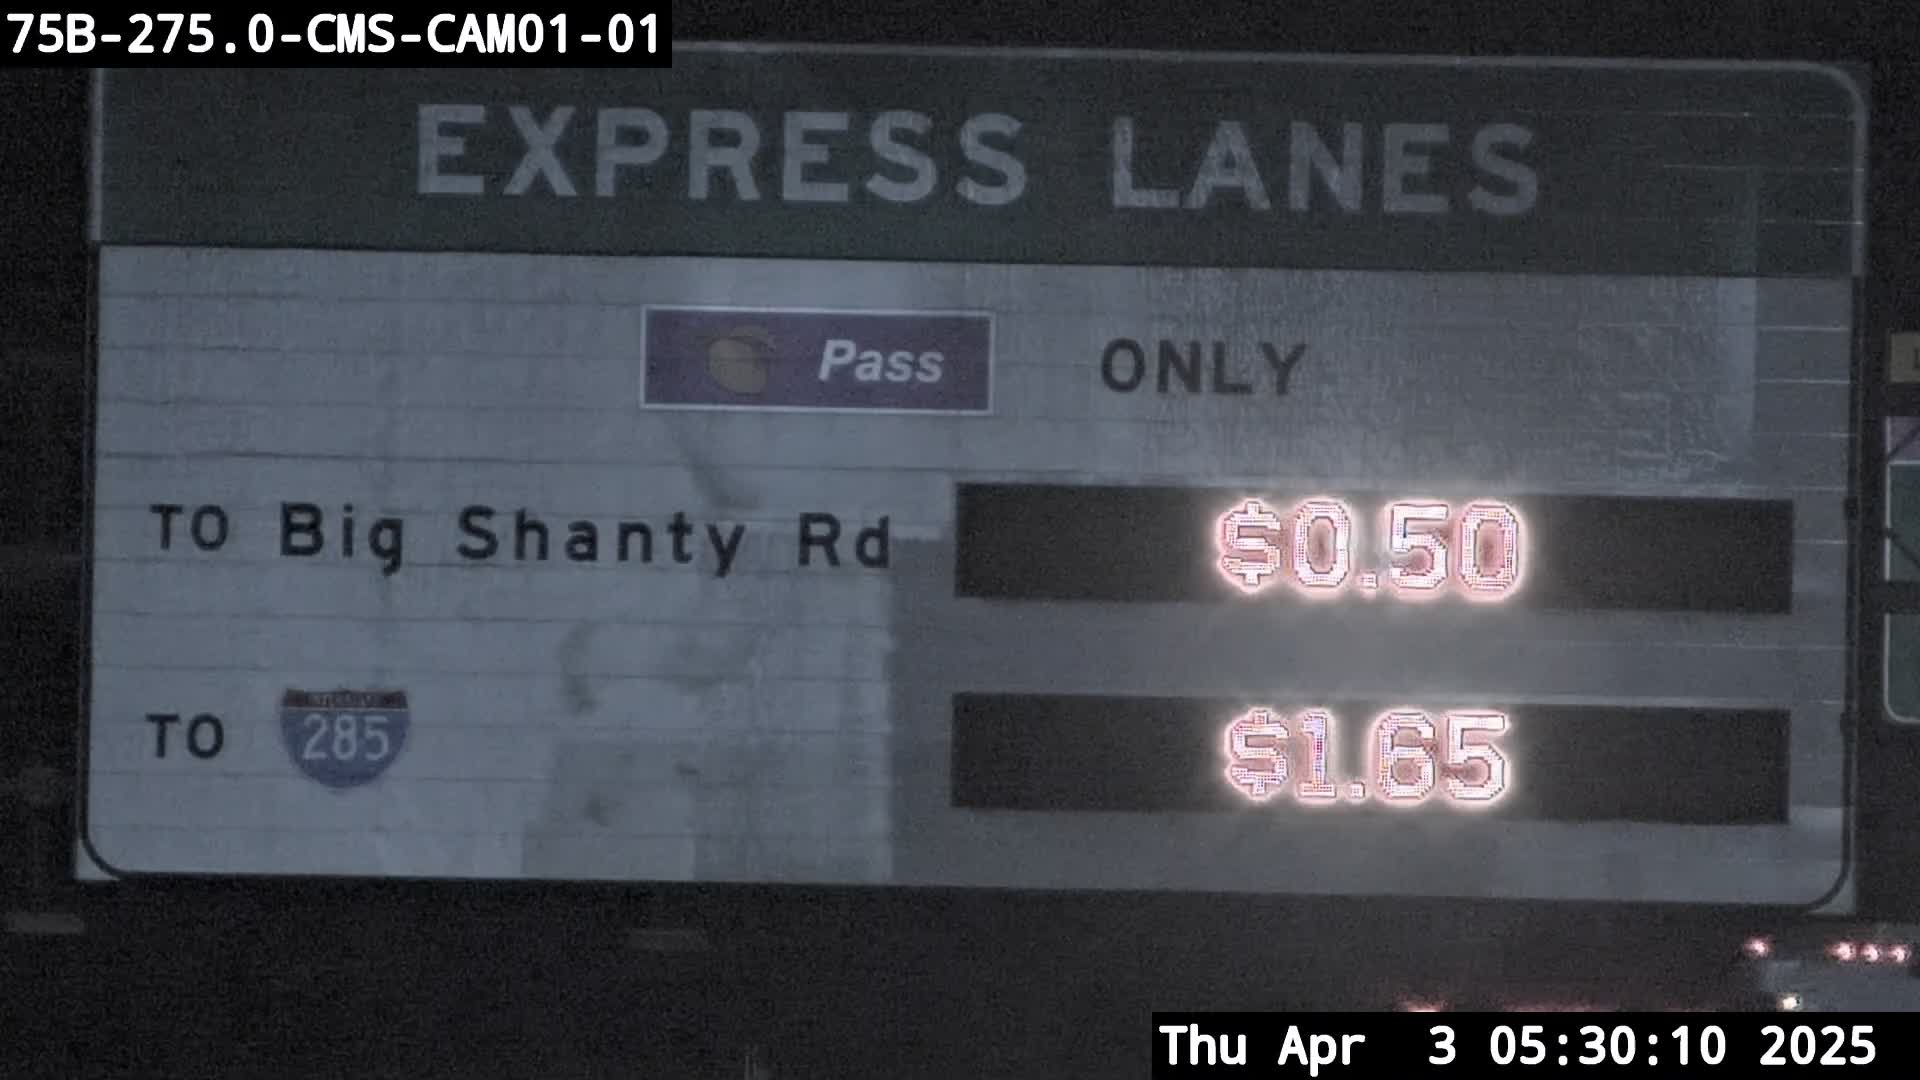 75B-275.0-CMS-CAM01-01
EXPRESS LANES
Pass ONLY
TO Big Shanty Rd $0.50
TO 285 $1.65
Thu Apr 3 05:30:10 2025